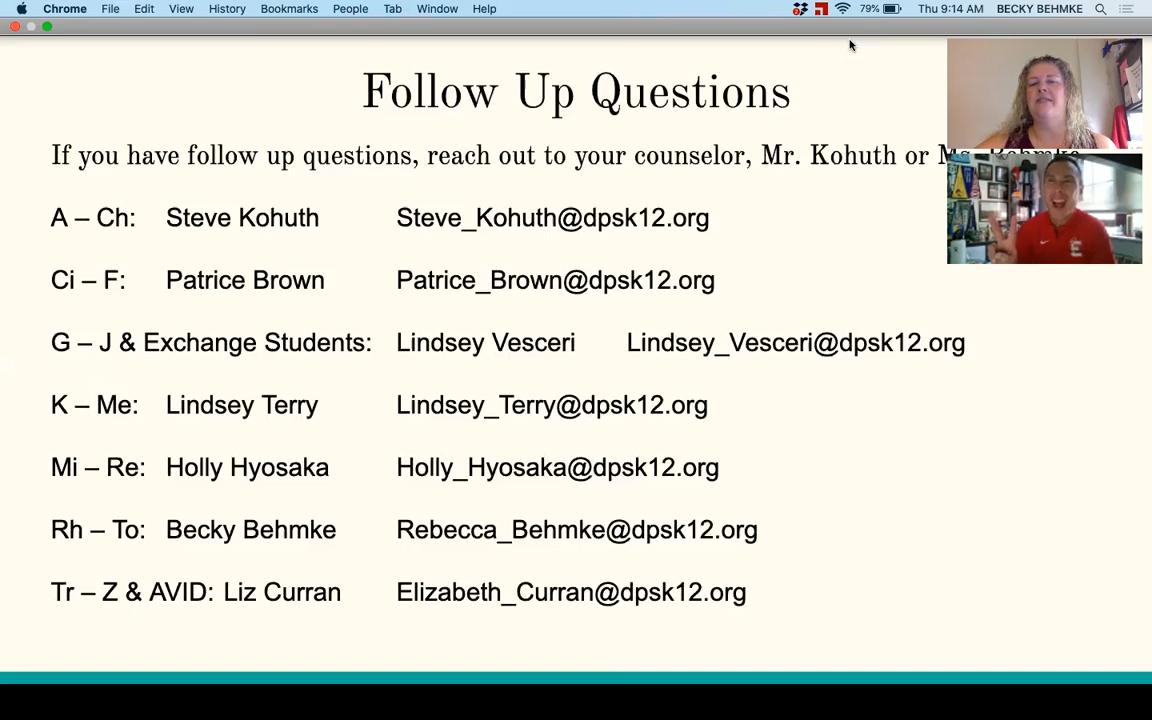 Chrome File Edit View History Bookmarks People Tab Window Help 79% Thu 9:14 AM BECKY BEHMKE
Follow Up Questions
If you have follow up questions, reach out to your counselor, Mr. Kohuth or
A – Ch: Steve Kohuth Steve_Kohuth@dpsk12.org
Ci – F: Patrice Brown Patrice_Brown@dpsk12.org
G – J & Exchange Students: Lindsey Vesceri Lindsey_Vesceri@dpsk12.org
K – Me: Lindsey Terry Lindsey_Terry@dpsk12.org
Mi – Re: Holly Hyosaka Holly_Hyosaka@dpsk12.org
Rh – To: Becky Behmke Rebecca_Behmke@dpsk12.org
Tr – Z & AVID: Liz Curran Elizabeth_Curran@dpsk12.org